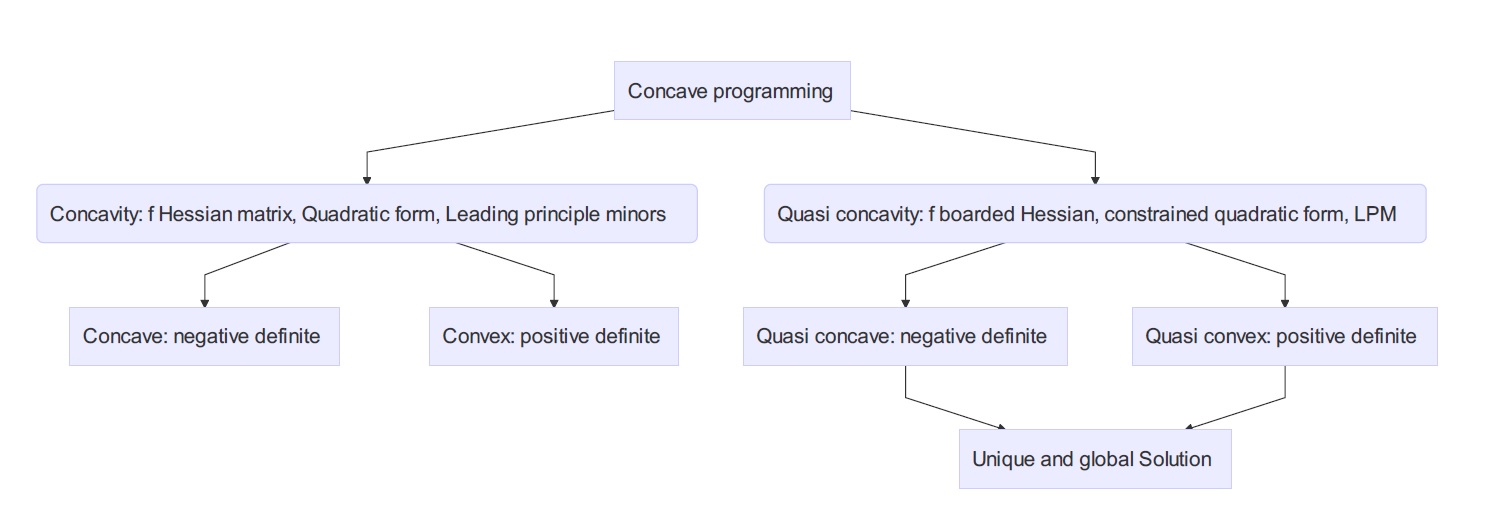 Concave programming
Concavity: f Hessian matrix, Quadratic form, Leading principle minors
Quasi concavity: f boarded Hessian, constrained quadratic form, LPM
Concave: negative definite
Convex: positive definite
Quasi concave: negative definite
Quasi convex: positive definite
Unique and global Solution